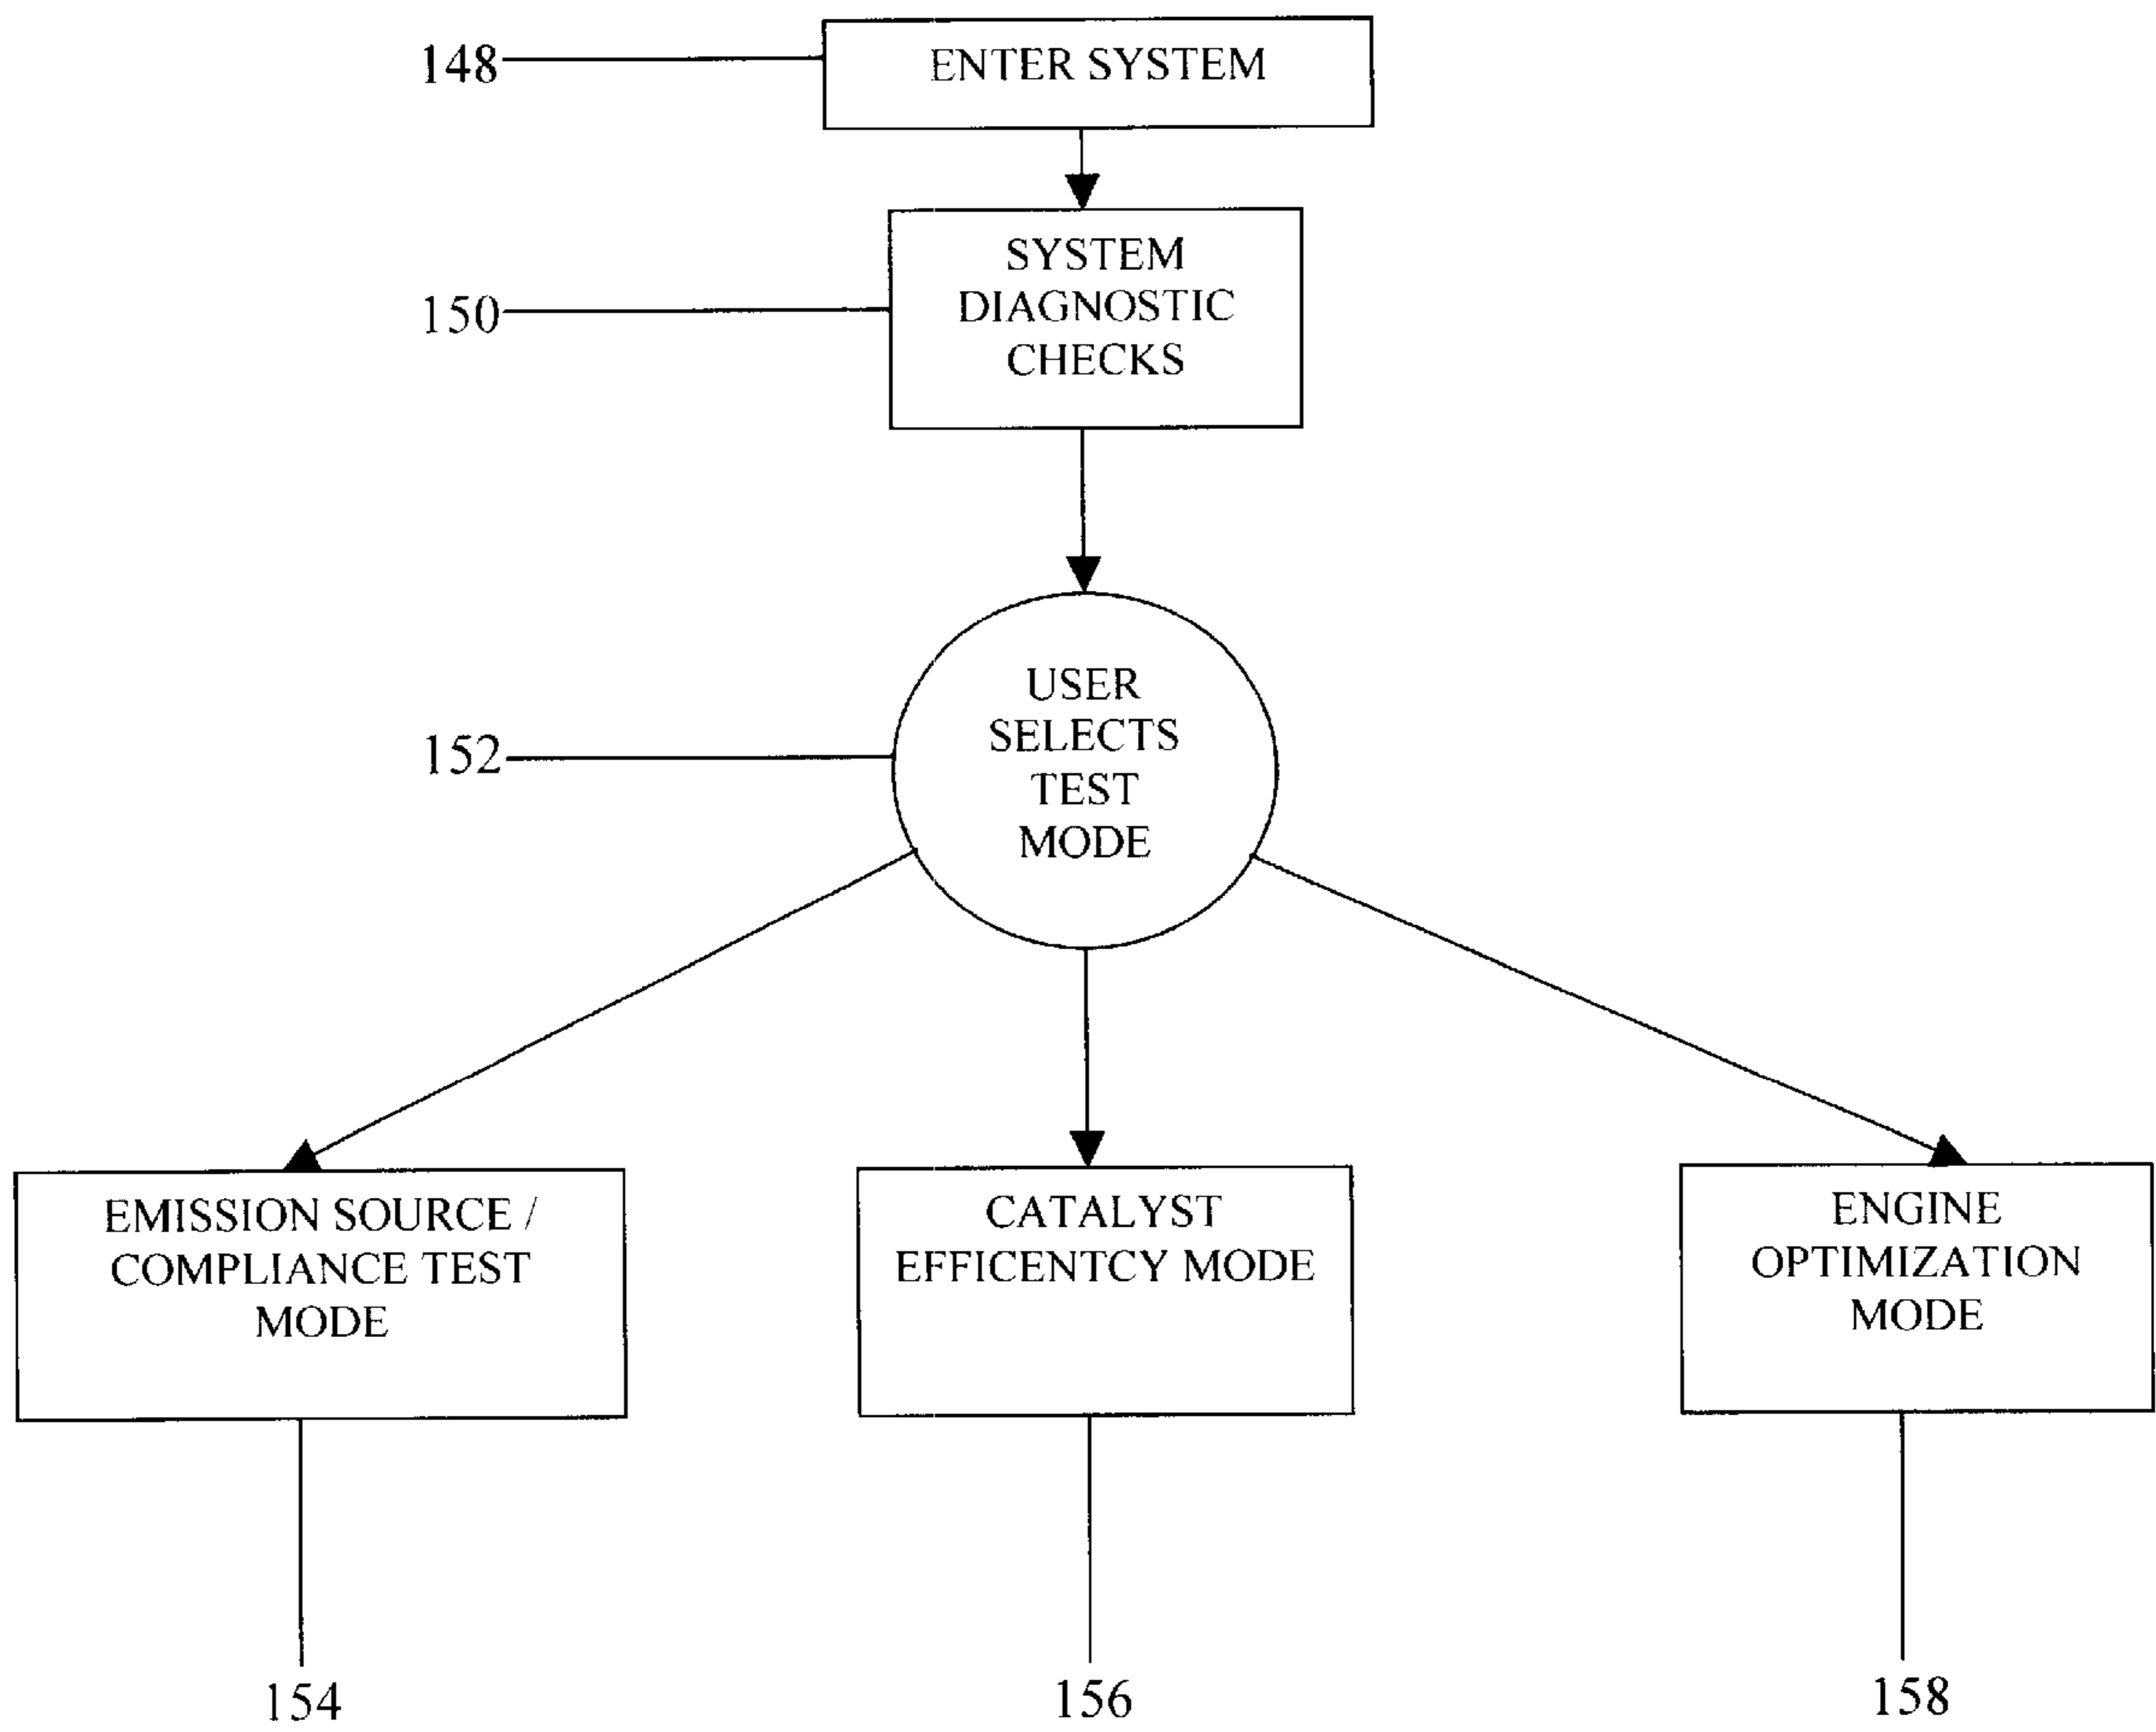 148
ENTER SYSTEM
150
SYSTEM
DIAGNOSTIC
CHECKS
152
USER
SELECTS
TEST
MODE
EMISSION SOURCE /
COMPLIANCE TEST
MODE
CATALYST
EFFICENTCY MODE
ENGINE
OPTIMIZATION
MODE
154
156
158